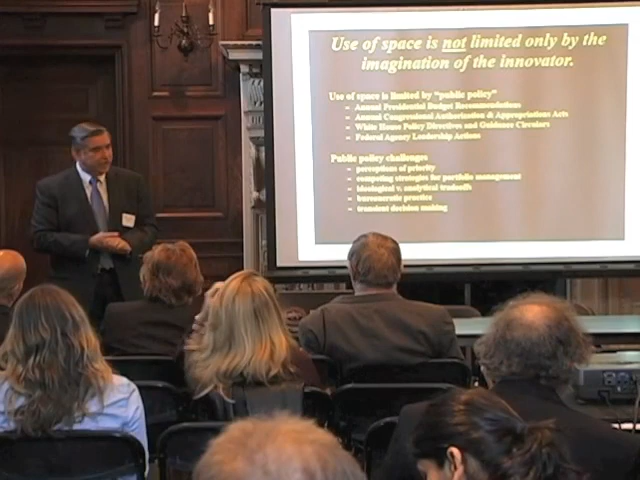 Use of space is not limited only by the
imagination of the innovator.
Use of space is limited by "public policy"
- Annual Presidential Budget Recommendations
- Annual Congressional Authorization & Appropriations Acts
- White House Policy Directives and Guidance Circulars
- Federal Agency Leadership Actions
Public policy challenges
- perceptions of priority
- competing strategies for portfolio management
- ideological v. analytical tradeoffs
- bureaucratic practice
- transient decision making